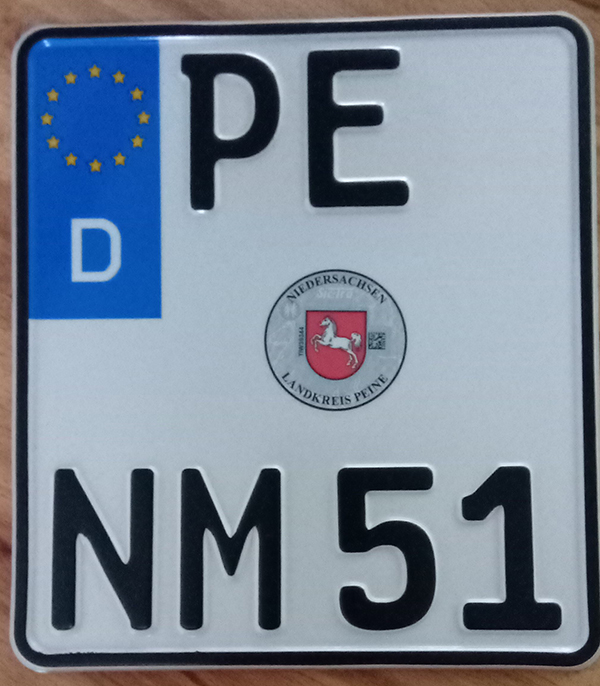 PE
D
NIEDERSACHSEN
LANDKREIS PEINE
NM 51